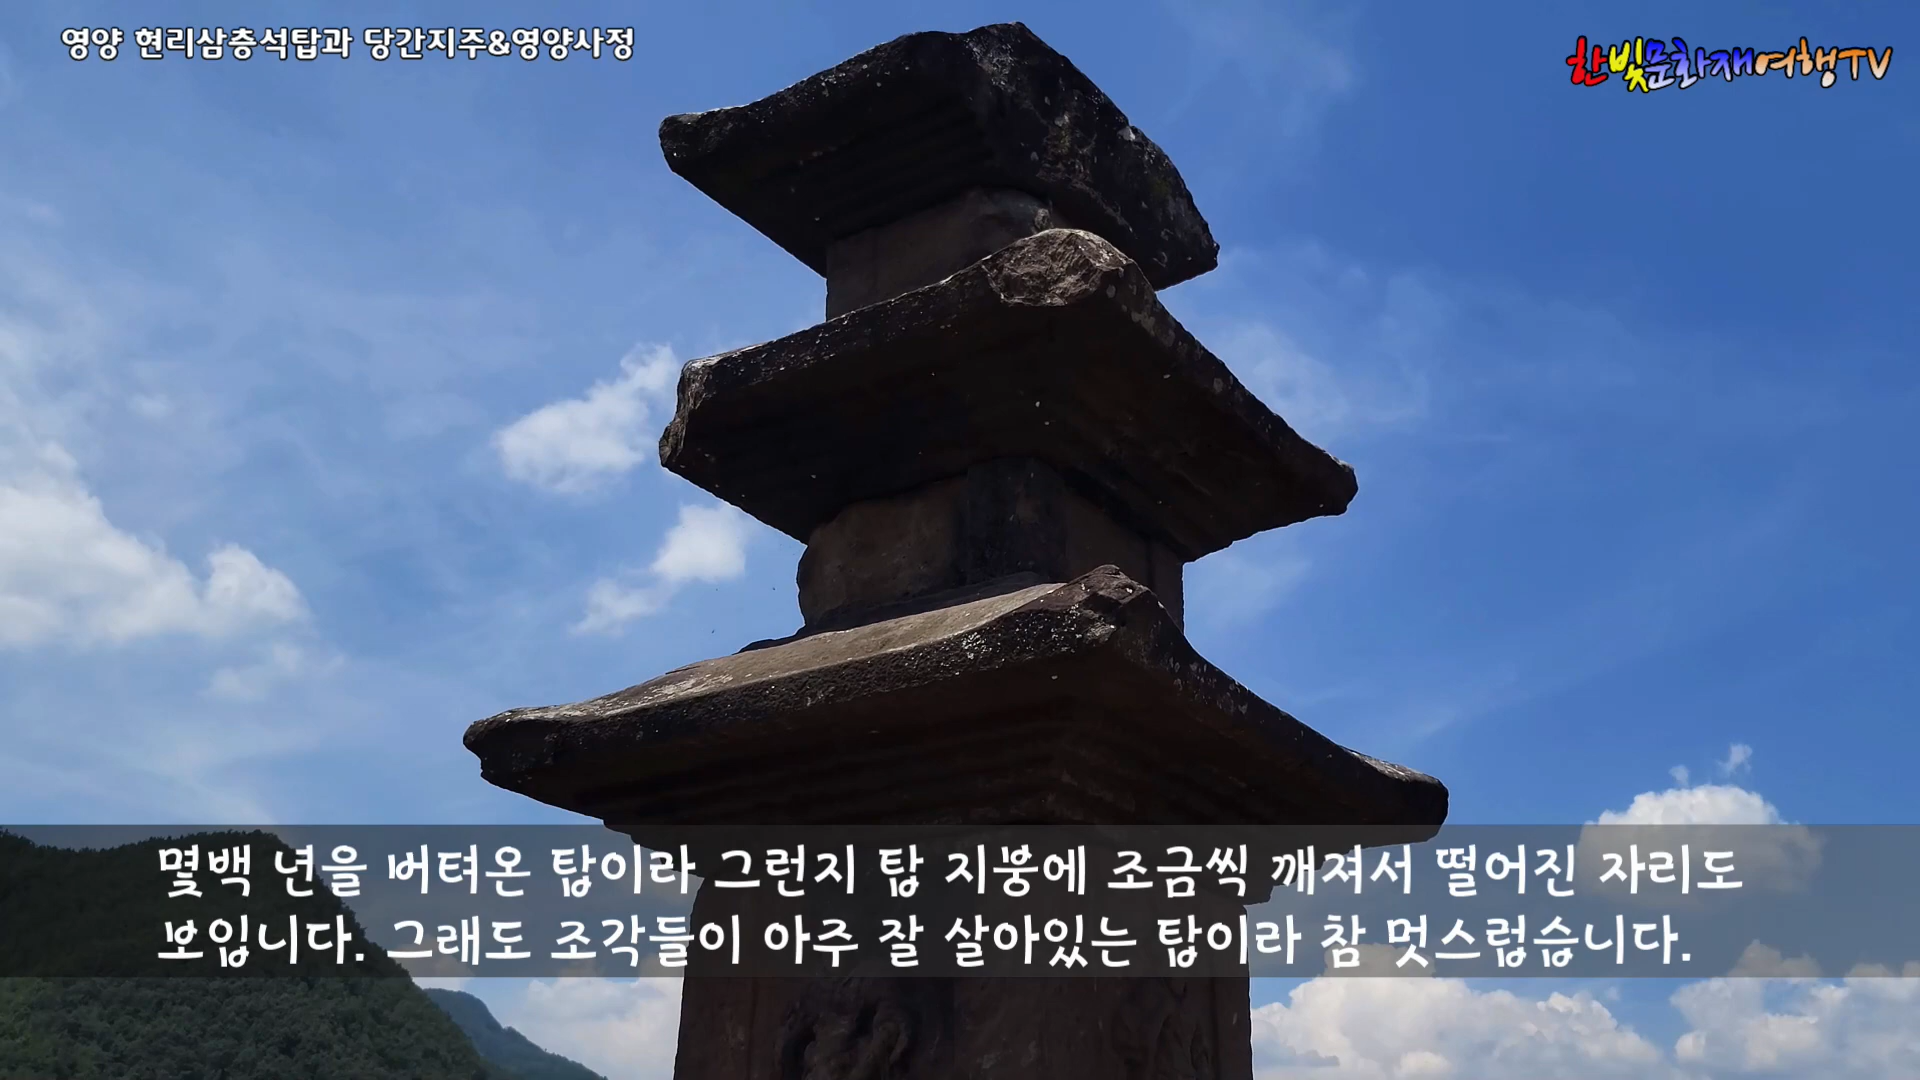 영양 현리삼층석탑과 당간지주&영양사정
한빛문화재여행TV
몇백 년을 버텨온 탑이라 그런지 탑 지붕에 조금씩 깨져서 떨어진 자리도
보입니다. 그래도 조각들이 아주 잘 살아있는 탑이라 참 멋스럽습니다.